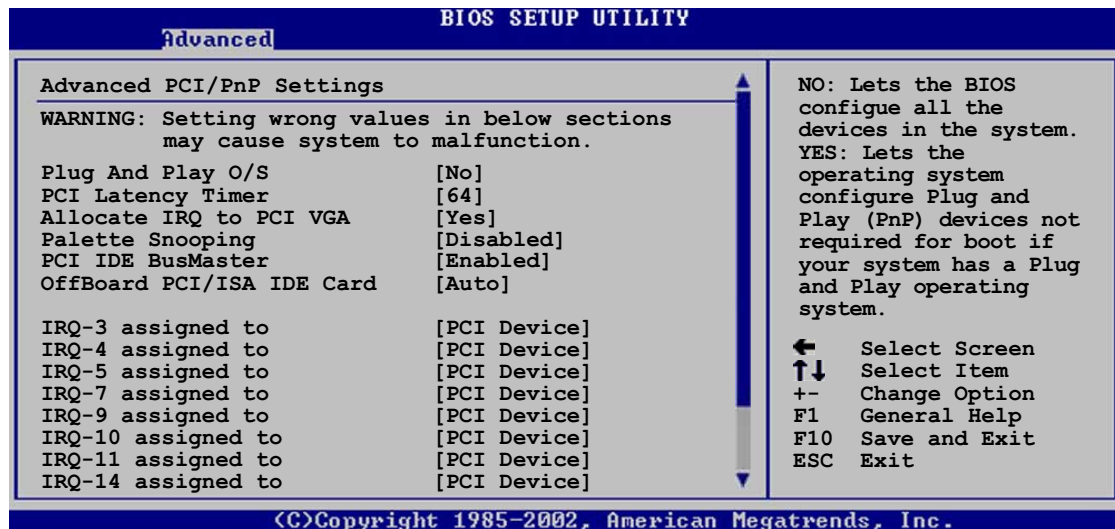 BIOS SETUP UTILITY
Advanced
Advanced PCI/PnP Settings
WARNING: Setting wrong values in below sections
may cause system to malfunction.
Plug And Play O/S [No]
PCI Latency Timer [64]
Allocate IRQ to PCI VGA [Yes]
Palette Snooping [Disabled]
PCI IDE BusMaster [Enabled]
OffBoard PCI/ISA IDE Card [Auto]
IRQ-3 assigned to [PCI Device]
IRQ-4 assigned to [PCI Device]
IRQ-5 assigned to [PCI Device]
IRQ-7 assigned to [PCI Device]
IRQ-9 assigned to [PCI Device]
IRQ-10 assigned to [PCI Device]
IRQ-11 assigned to [PCI Device]
IRQ-14 assigned to [PCI Device]
NO: Lets the BIOS
configue all the
devices in the system.
YES: Lets the
operating system
configure Plug and
Play (PnP) devices not
required for boot if
your system has a Plug
and Play operating
system.
← Select Screen
↑↓ Select Item
+- Change Option
F1 General Help
F10 Save and Exit
ESC Exit
(C)Copyright 1985-2002, American Megatrends, Inc.